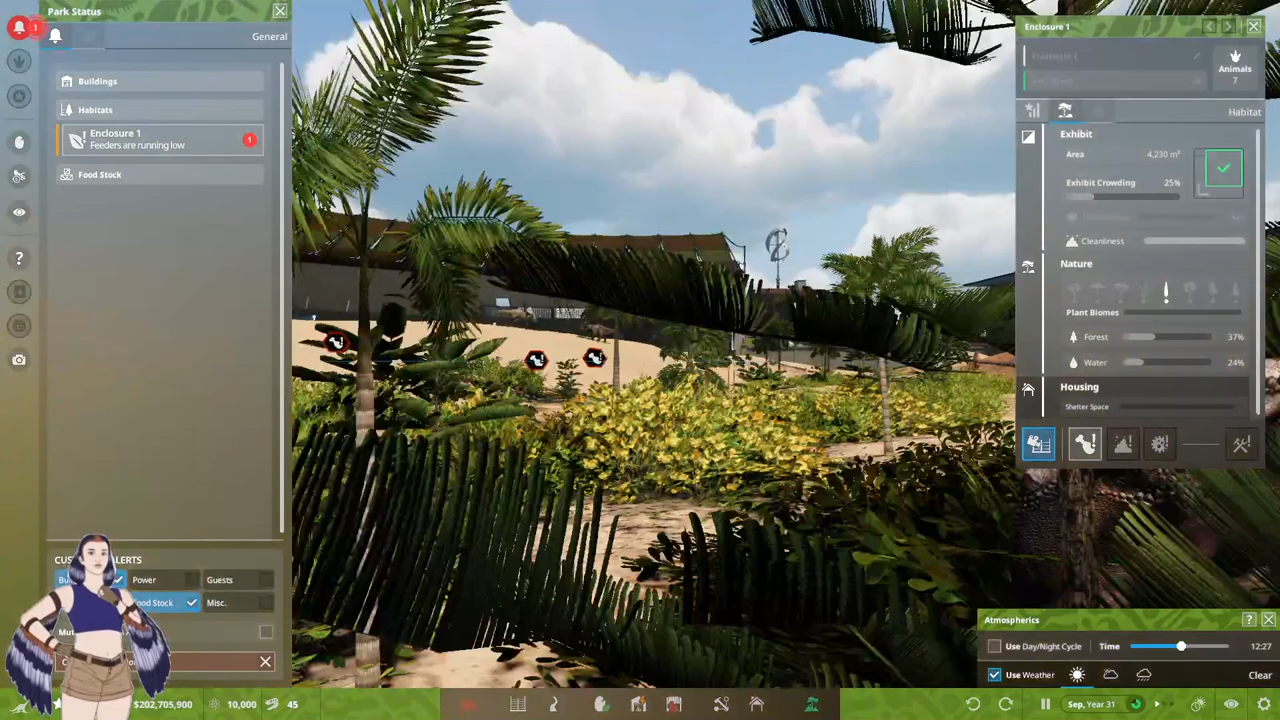 Park Status
1
General
Buildings
Habitats
Enclosure 1
Feeders are running low
1
Food Stock
Power
Guests
Food Stock
Misc.
$202,705,900
10,000
45
Enclosure 1
Animals
7
Habitat
Exhibit
Area
4,230 m²
Exhibit Crowding
25%
Cleanliness
Nature
Plant Biomes
Forest
37%
Water
24%
Housing
Shelter Space
Atmospherics
?
Use Day/Night Cycle
Time
12:27
Use Weather
Clear
Sep, Year 31